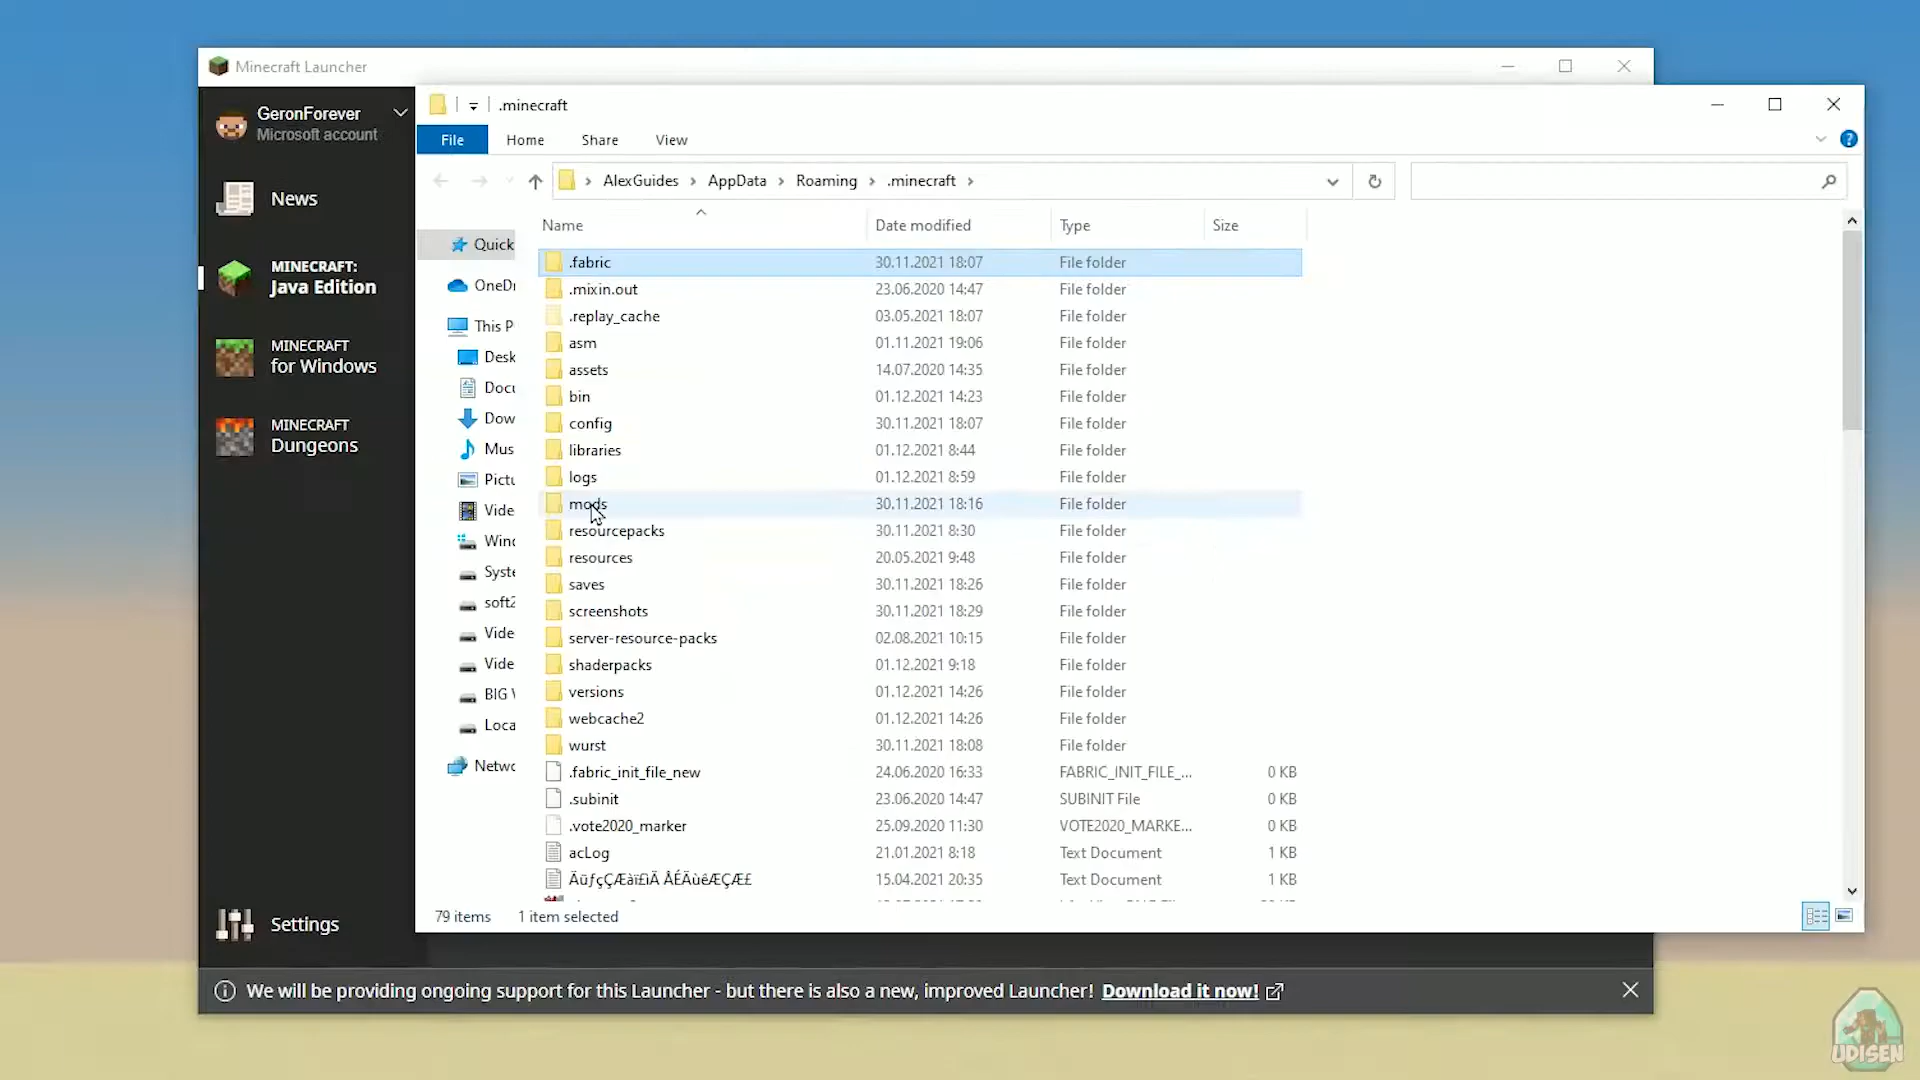 Minecraft Launcher
GeronForever
Microsoft account
News
MINECRAFT:
Java Edition
MINECRAFT
for Windows
MINECRAFT
Dungeons
Settings
.minecraft
File Home Share View
AlexGuides AppData Roaming .minecraft
Quick
OneDr
This P
Desk
Docu
Dow
Mus
Pictu
Vide
Wind
Syste
soft2
Vide
Vide
BIG
Loca
Netwo
Name Date modified Type Size
.fabric 30.11.2021 18:07 File folder
.mixin.out 23.06.2020 14:47 File folder
.replay_cache 03.05.2021 18:07 File folder
asm 01.11.2021 19:06 File folder
assets 14.07.2020 14:35 File folder
bin 01.12.2021 14:23 File folder
config 30.11.2021 18:07 File folder
libraries 01.12.2021 8:44 File folder
logs 01.12.2021 8:59 File folder
mods 30.11.2021 18:16 File folder
resourcepacks 30.11.2021 8:30 File folder
resources 20.05.2021 9:48 File folder
saves 30.11.2021 18:26 File folder
screenshots 30.11.2021 18:29 File folder
server-resource-packs 02.08.2021 10:15 File folder
shaderpacks 01.12.2021 9:18 File folder
versions 01.12.2021 14:26 File folder
webcache2 01.12.2021 14:26 File folder
wurst 30.11.2021 18:08 File folder
.fabric_init_file_new 24.06.2020 16:33 FABRIC_INIT_FILE_... 0 KB
.subinit 23.06.2020 14:47 SUBINIT File 0 KB
.vote2020_marker 25.09.2020 11:30 VOTE2020_MARKE... 0 KB
acLog 21.01.2021 8:18 Text Document 1 KB
15.04.2021 20:35 Text Document 1 KB
79 items 1 item selected
We will be providing ongoing support for this Launcher - but there is also a new, improved Launcher! Download it now!
UDISEN